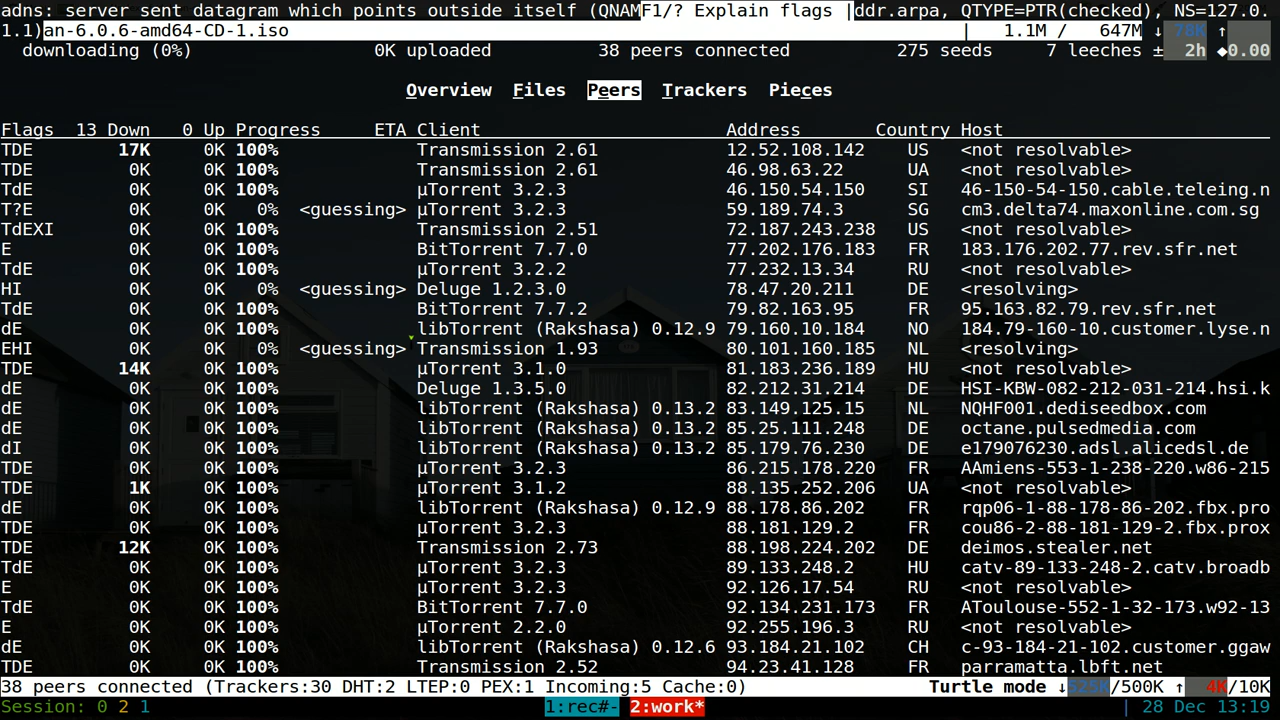 adns: server sent datagram which points outside itself (QNAMF1/? Explain flags |ddr.arpa, QTYPE=PTR(checked), NS=127.0.
1.1)an-6.0.6-amd64-CD-1.iso | 1.1M / 647M ↓ 78K ↑
downloading (0%) 0K uploaded 38 peers connected 275 seeds 7 leeches ± 2h ◆0.00
Overview Files Peers Trackers Pieces
Flags 13 Down 0 Up Progress ETA Client Address Country Host
TDE 17K 0K 100% Transmission 2.61 12.52.108.142 US <not resolvable>
TDE 0K 0K 100% Transmission 2.61 46.98.63.22 UA <not resolvable>
TdE 0K 0K 100% µTorrent 3.2.3 46.150.54.150 SI 46-150-54-150.cable.teleing.n
T?E 0K 0K 0% <guessing> µTorrent 3.2.3 59.189.74.3 SG cm3.delta74.maxonline.com.sg
TdEXI 0K 0K 100% Transmission 2.51 72.187.243.238 US <not resolvable>
E 0K 0K 100% BitTorrent 7.7.0 77.202.176.183 FR 183.176.202.77.rev.sfr.net
TdE 0K 0K 100% µTorrent 3.2.2 77.232.13.34 RU <not resolvable>
HI 0K 0K 0% <guessing> Deluge 1.2.3.0 78.47.20.211 DE <resolving>
TdE 0K 0K 100% BitTorrent 7.7.2 79.82.163.95 FR 95.163.82.79.rev.sfr.net
dE 0K 0K 100% libTorrent (Rakshasa) 0.12.9 79.160.10.184 NO 184.79-160-10.customer.lyse.n
EHI 0K 0K 0% <guessing> Transmission 1.93 80.101.160.185 NL <resolving>
TDE 14K 0K 100% µTorrent 3.1.0 81.183.236.189 HU <not resolvable>
dE 0K 0K 100% Deluge 1.3.5.0 82.212.31.214 DE HSI-KBW-082-212-031-214.hsi.k
dE 0K 0K 100% libTorrent (Rakshasa) 0.13.2 83.149.125.15 NL NQHF001.dediseedbox.com
dE 0K 0K 100% libTorrent (Rakshasa) 0.13.2 85.25.111.248 DE octane.pulsedmedia.com
dI 0K 0K 100% libTorrent (Rakshasa) 0.13.2 85.179.76.230 DE e179076230.adsl.alicedsl.de
TDE 0K 0K 100% µTorrent 3.2.3 86.215.178.220 FR AAmiens-553-1-238-220.w86-215
TDE 1K 0K 100% µTorrent 3.1.2 88.135.252.206 UA <not resolvable>
dE 0K 0K 100% libTorrent (Rakshasa) 0.12.9 88.178.86.202 FR rqp06-1-88-178-86-202.fbx.pro
TDE 0K 0K 100% µTorrent 3.2.3 88.181.129.2 FR cou86-2-88-181-129-2.fbx.prox
TDE 12K 0K 100% Transmission 2.73 88.198.224.202 DE deimos.stealer.net
TdE 0K 0K 100% µTorrent 3.2.3 89.133.248.2 HU catv-89-133-248-2.catv.broadb
E 0K 0K 100% µTorrent 3.2.3 92.126.17.54 RU <not resolvable>
TdE 0K 0K 100% BitTorrent 7.7.0 92.134.231.173 FR AToulouse-552-1-32-173.w92-13
E 0K 0K 100% µTorrent 2.2.0 92.255.196.3 RU <not resolvable>
dE 0K 0K 100% libTorrent (Rakshasa) 0.12.6 93.184.21.102 CH c-93-184-21-102.customer.ggaw
TDE 0K 0K 100% Transmission 2.52 94.23.41.128 FR parramatta.lbft.net
38 peers connected (Trackers:30 DHT:2 LTEP:0 PEX:1 Incoming:5 Cache:0) Turtle mode ↓525K/500K ↑ 4K/10K
Session: 0 2 1 1:rec#- 2:work* | 28 Dec 13:19